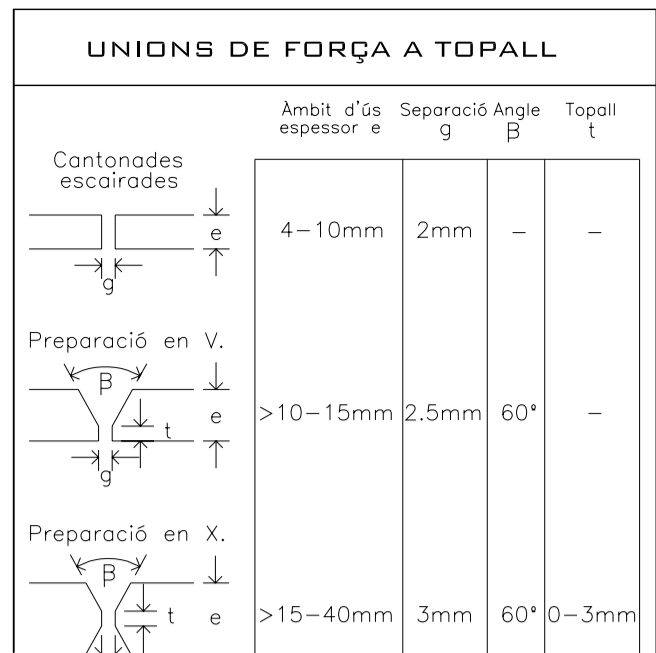 UNIONS DE FORÇA A TOPALL
Àmbit d'ús Separació Angle Topall
espessor e g β t
Cantonades
escairades
e 4-10mm 2mm - -
g
Preparació en V.
β
t e >10-15mm 2.5mm 60° -
g
Preparació en X.
β
t e >15-40mm 3mm 60° 0-3mm